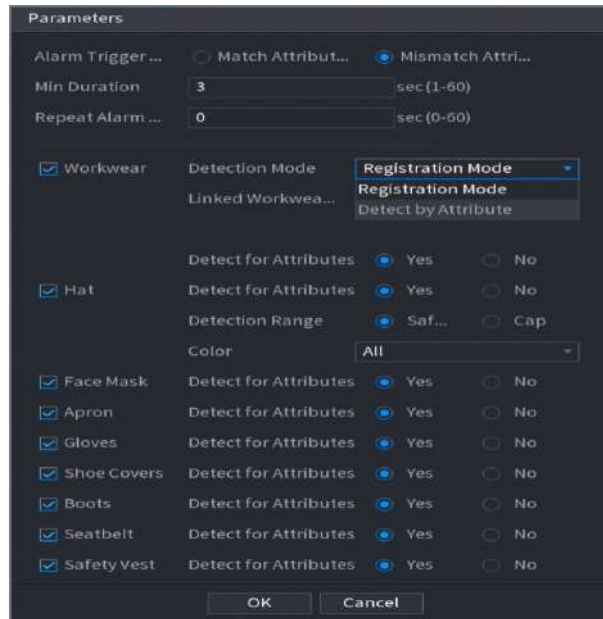 Parameters
Alarm Trigger ... Match Attribut... Mismatch Attri...
Min Duration 3 sec(1-60)
Repeat Alarm ... 0 sec(0-60)
Workwear Detection Mode Registration Mode
Registration Mode
Linked Workwea...
Detect by Attribute
Detect for Attributes Yes No
Hat Detect for Attributes Yes No
Detection Range Saf... Cap
Color All
Face Mask Detect for Attributes Yes No
Apron Detect for Attributes Yes No
Gloves Detect for Attributes Yes No
Shoe Covers Detect for Attributes Yes No
Boots Detect for Attributes Yes No
Seatbelt Detect for Attributes Yes No
Safety Vest Detect for Attributes Yes No
OK Cancel